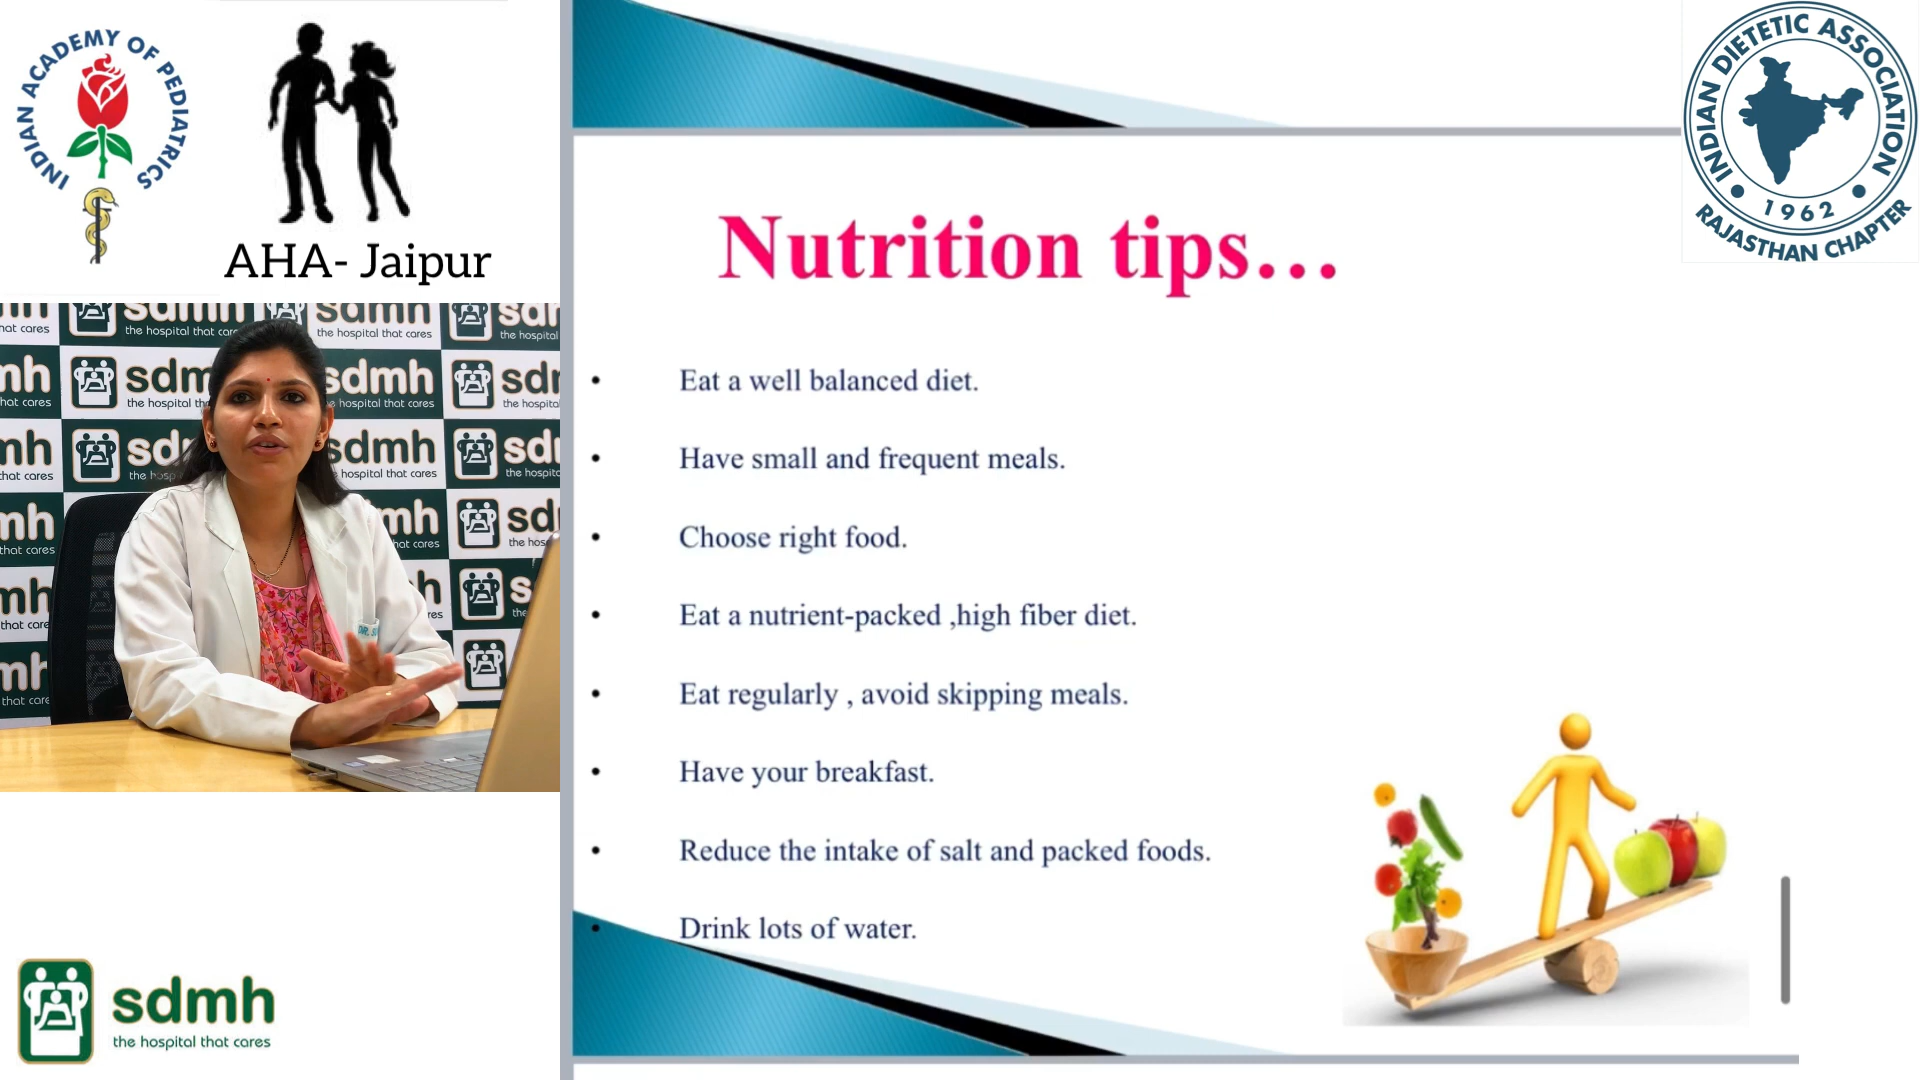 INDIAN ACADEMY OF PEDIATRICS
AHA- Jaipur
INDIAN DIETETIC ASSOCIATION
1962
RAJASTHAN CHAPTER
Nutrition tips...
• Eat a well balanced diet.
• Have small and frequent meals.
• Choose right food.
• Eat a nutrient-packed ,high fiber diet.
• Eat regularly , avoid skipping meals.
• Have your breakfast.
• Reduce the intake of salt and packed foods.
• Drink lots of water.
sdmh
the hospital that cares
sdmh
the hospital that cares
DR.